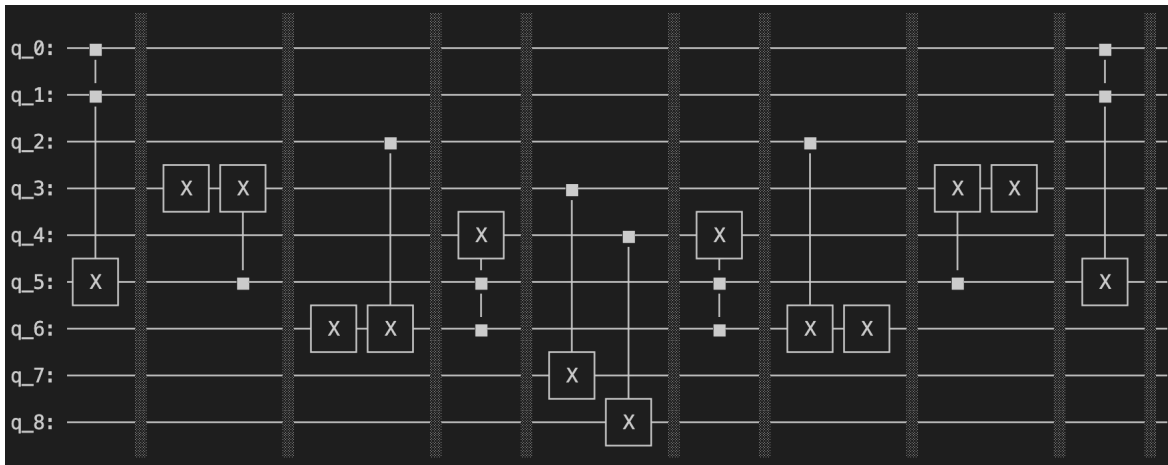 q_0:
q_1:
q_2:
q_3: X X X X
q_4: X X
q_5: X X
q_6: X X X X
q_7: X
q_8: X